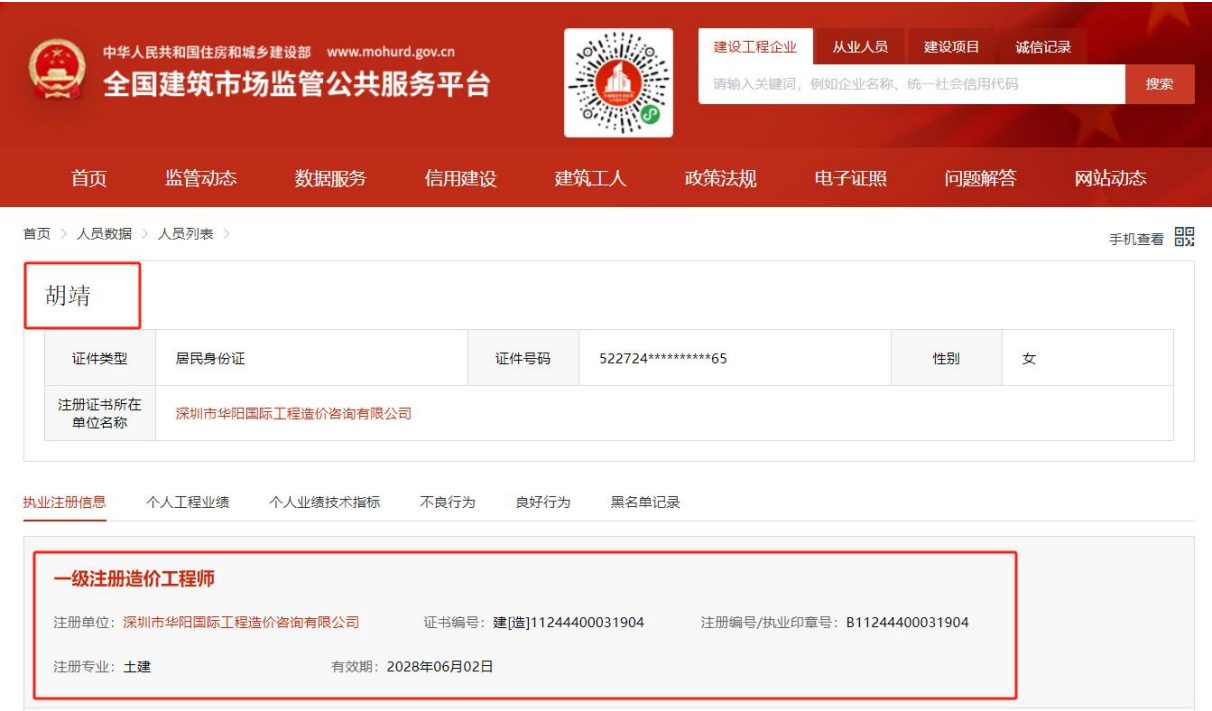 中华人民共和国住房和城乡建设部 www.mohurd.gov.cn
全国建筑市场监管公共服务平台
建设工程企业 从业人员 建设项目 诚信记录
请输入关键词，例如企业名称、统一社会信用代码 搜索
首页 监管动态 数据服务 信用建设 建筑工人 政策法规 电子证照 问题解答 网站动态
首页 > 人员数据 > 人员列表 >
手机查看
胡靖
证件类型 居民身份证 证件号码 522724**********65 性别 女
注册证书所在
单位名称
深圳市华阳国际工程造价咨询有限公司
执业注册信息 个人工程业绩 个人业绩技术指标 不良行为 良好行为 黑名单记录
一级注册造价工程师
注册单位：深圳市华阳国际工程造价咨询有限公司 证书编号：建[造]11244400031904 注册编号/执业印章号：B11244400031904
注册专业：土建 有效期：2028年06月02日